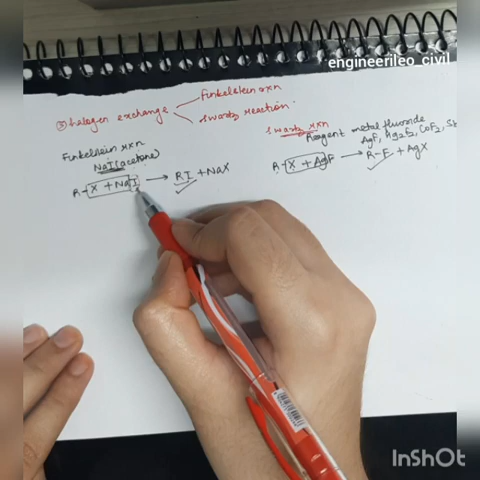 engineerileo_civil
③ halogen exchange
Finkelstein rxn
swartz reaction.
Finkelstein rxn
NaI (acetone)
R-X + NaI → RI + NaX
swartz rxn
Reagent metal fluoride
AgF, Hg2F2, CoF2, Sb
R-X + AgF → R-F + AgX
InShOt